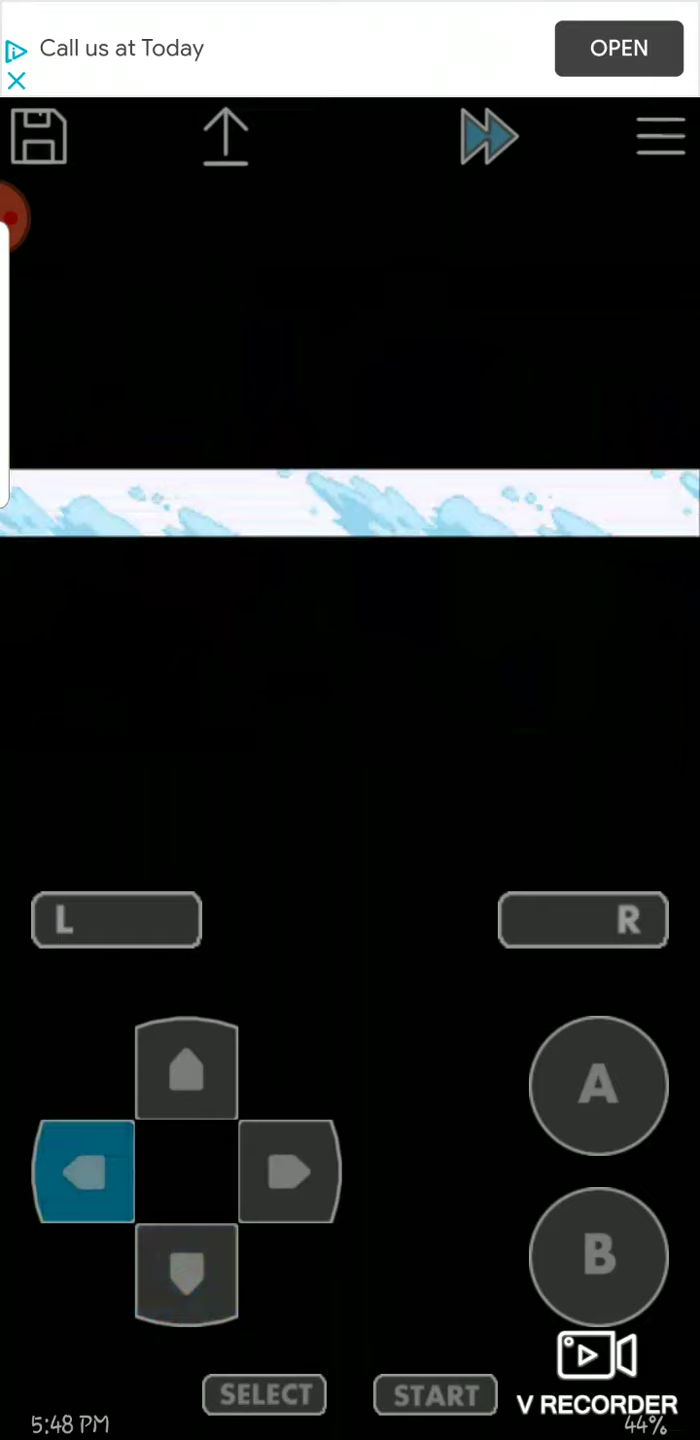 Call us at Today
OPEN
L
R
A
B
SELECT
START
V RECORDER
5:48 PM
44%